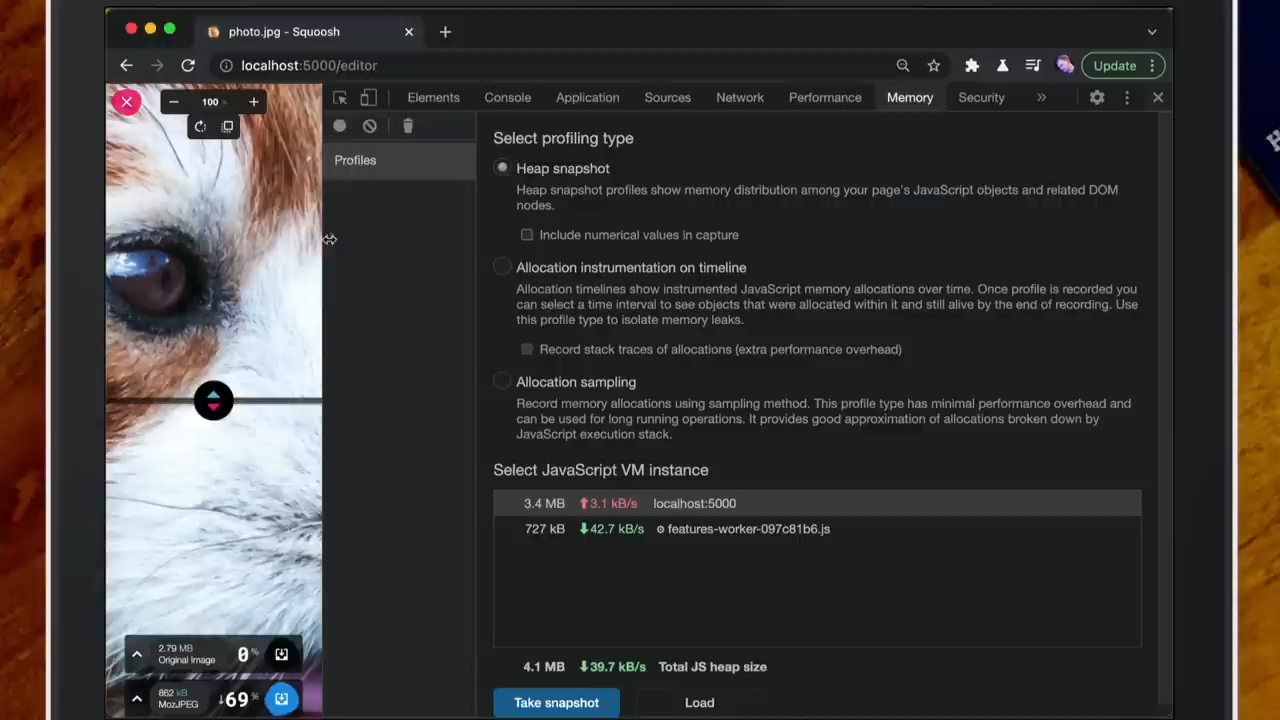 photo.jpg - Squoosh
localhost:5000/editor
Update
100 %
Elements Console Application Sources Network Performance Memory Security
Profiles
Select profiling type
Heap snapshot
Heap snapshot profiles show memory distribution among your page's JavaScript objects and related DOM
nodes.
Include numerical values in capture
Allocation instrumentation on timeline
Allocation timelines show instrumented JavaScript memory allocations over time. Once profile is recorded you
can select a time interval to see objects that were allocated within it and still alive by the end of recording. Use
this profile type to isolate memory leaks.
Record stack traces of allocations (extra performance overhead)
Allocation sampling
Record memory allocations using sampling method. This profile type has minimal performance overhead and
can be used for long running operations. It provides good approximation of allocations broken down by
JavaScript execution stack.
Select JavaScript VM instance
3.4 MB 3.1 kB/s localhost:5000
727 kB 42.7 kB/s features-worker-097c81b6.js
4.1 MB 39.7 kB/s Total JS heap size
Take snapshot Load
2.79 MB
Original Image 0 %
862 kB
MozJPEG ↓69 %